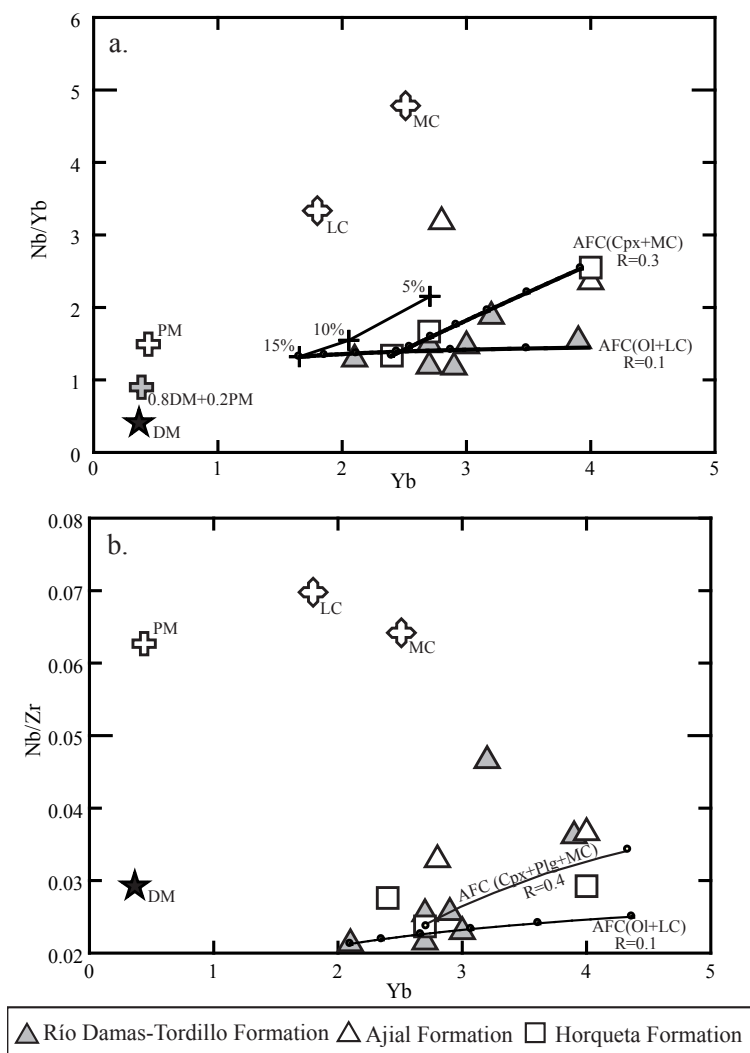 a.
6
5
4
3
2
1
0
Nb/Yb
MC
LC
AFC(Cpx+MC)
R=0.3
5%
10%
15%
PM
AFC(Ol+LC)
R=0.1
0.8DM+0.2PM
DM
0 1 2 3 4 5
Yb
b.
0.08
0.07
0.06
0.05
0.04
0.03
0.02
Nb/Zr
LC
PM
MC
DM
AFC (Cpx+Plg+MC)
R=0.4
AFC(Ol+LC)
R=0.1
0 1 2 3 4 5
Yb
Río Damas-Tordillo Formation Ajial Formation Horqueta Formation